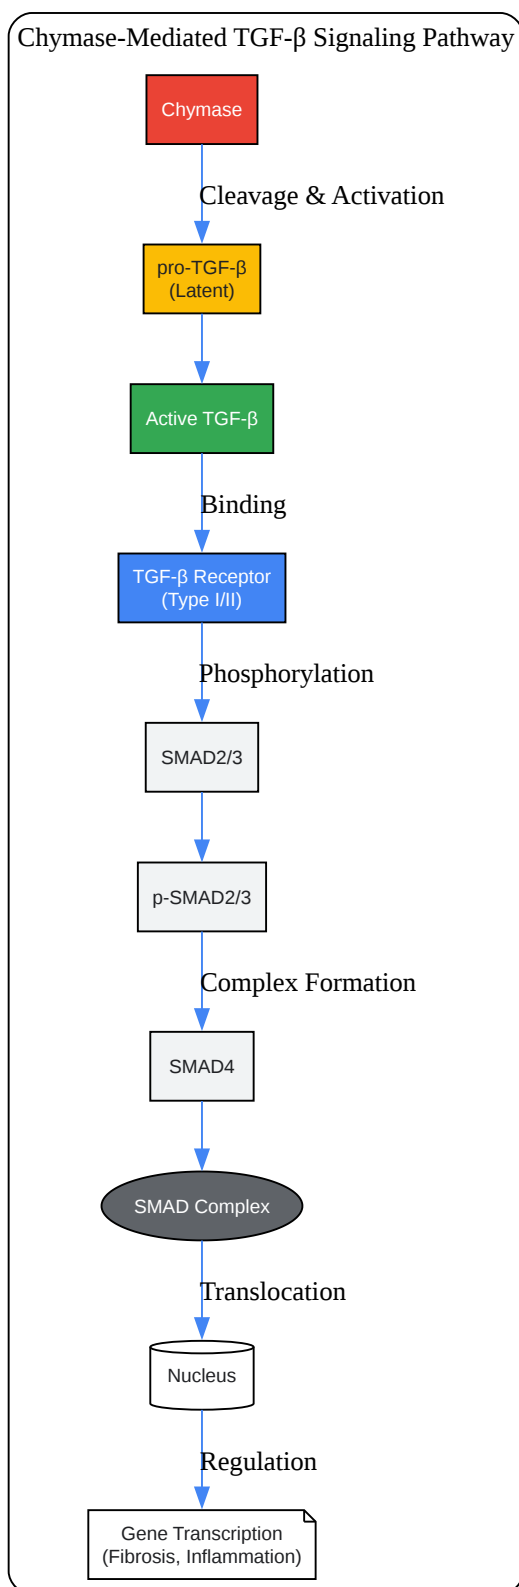 Chymase-Mediated TGF-β Signaling Pathway
Chymase
Cleavage & Activation
pro-TGF-β
(Latent)
Active TGF-β
Binding
TGF-β Receptor
(Type I/II)
Phosphorylation
SMAD2/3
p-SMAD2/3
Complex Formation
SMAD4
SMAD Complex
Translocation
Nucleus
Regulation
Gene Transcription
(Fibrosis, Inflammation)